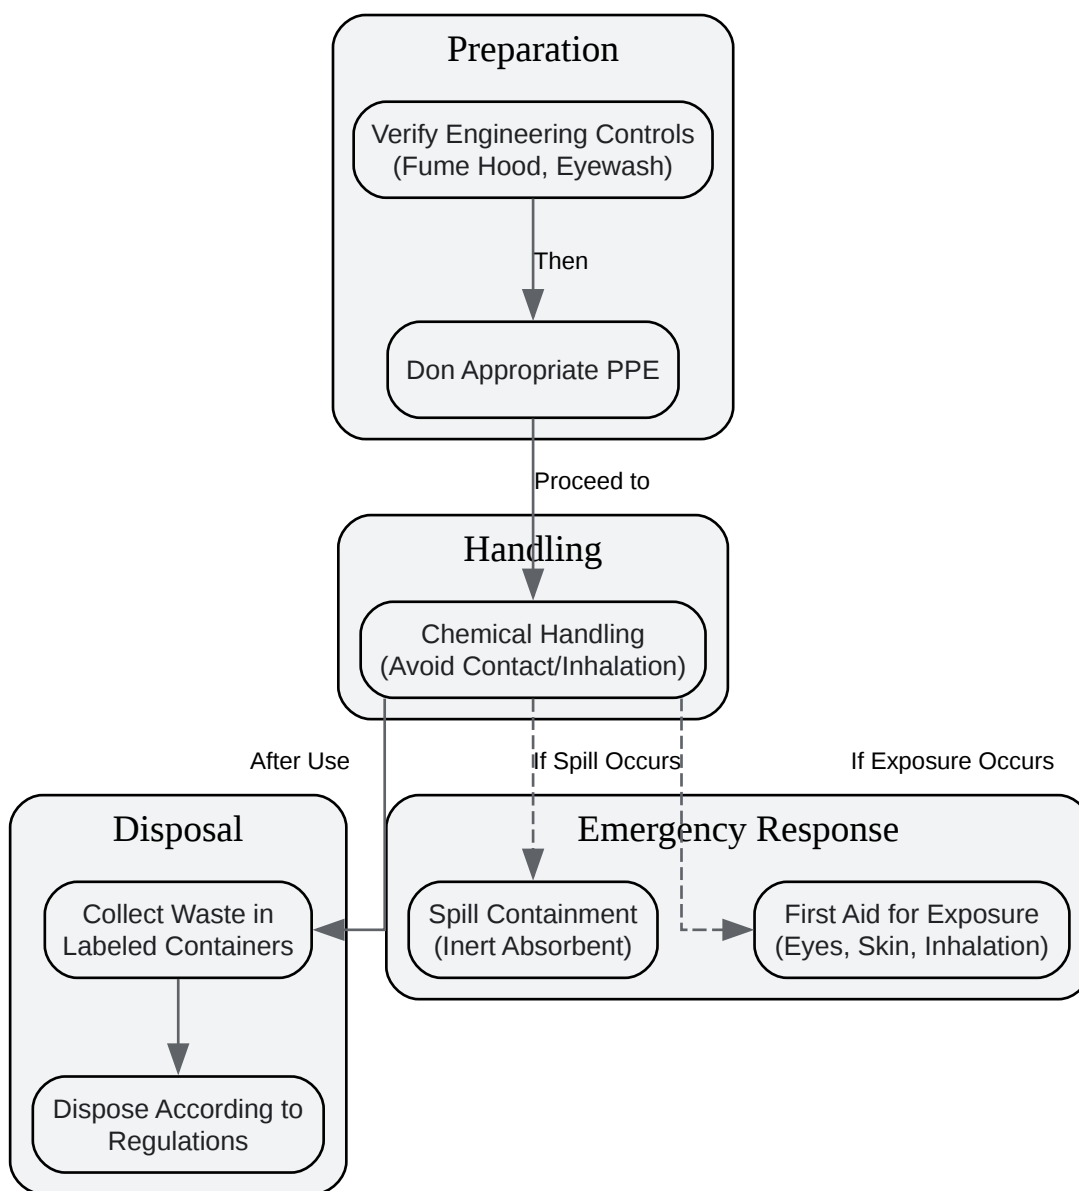 Preparation
Verify Engineering Controls
(Fume Hood, Eyewash)
Then
Don Appropriate PPE
Proceed to
Handling
Chemical Handling
(Avoid Contact/Inhalation)
After Use
If Spill Occurs
If Exposure Occurs
Disposal
Collect Waste in
Labeled Containers
Dispose According to
Regulations
Emergency Response
Spill Containment
(Inert Absorbent)
First Aid for Exposure
(Eyes, Skin, Inhalation)